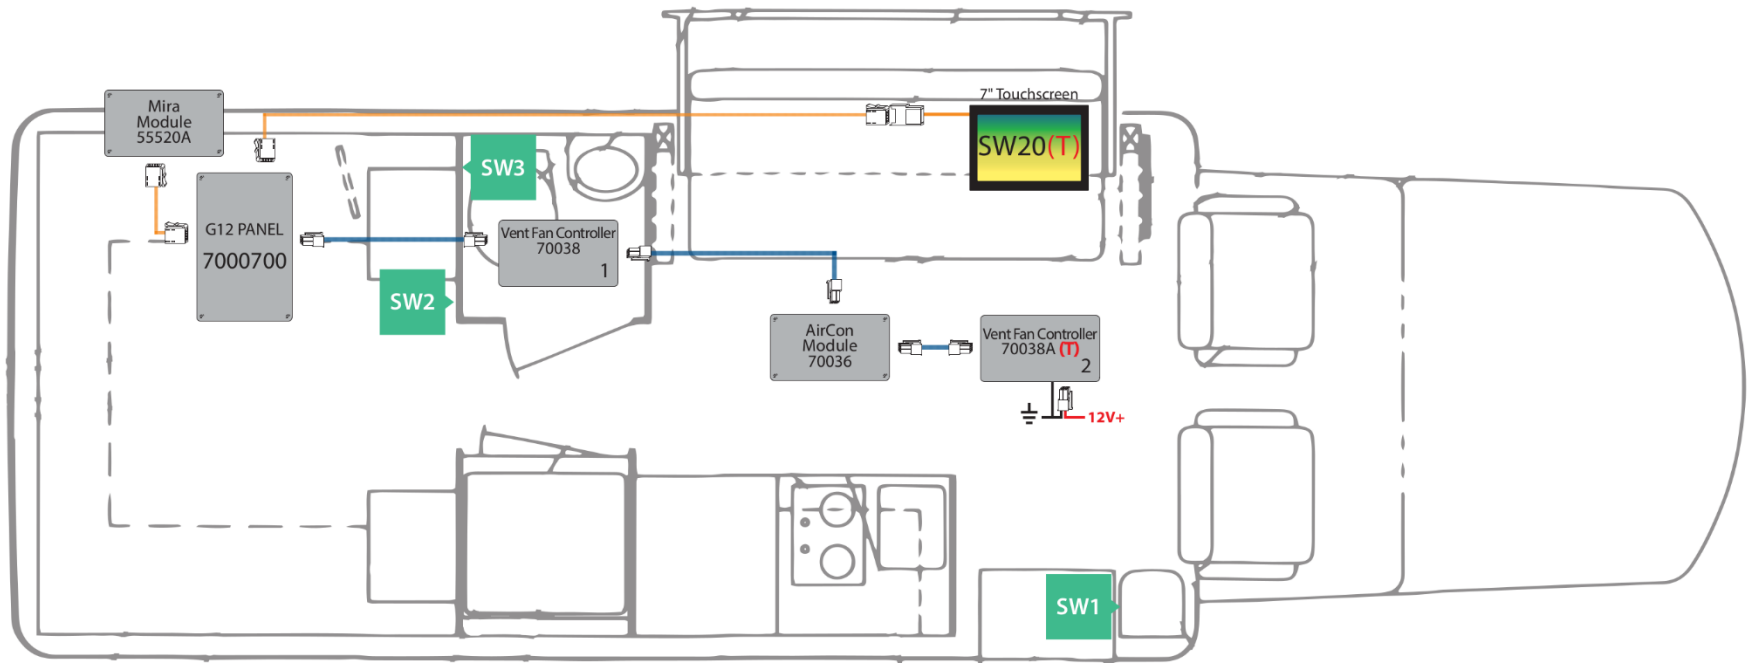 Mira
Module
55520A
7" Touchscreen
SW20(T)
SW3
G12 PANEL
7000700
Vent Fan Controller
70038
1
SW2
AirCon
Module
70036
Vent Fan Controller
70038A (T)
2
12V+
SW1